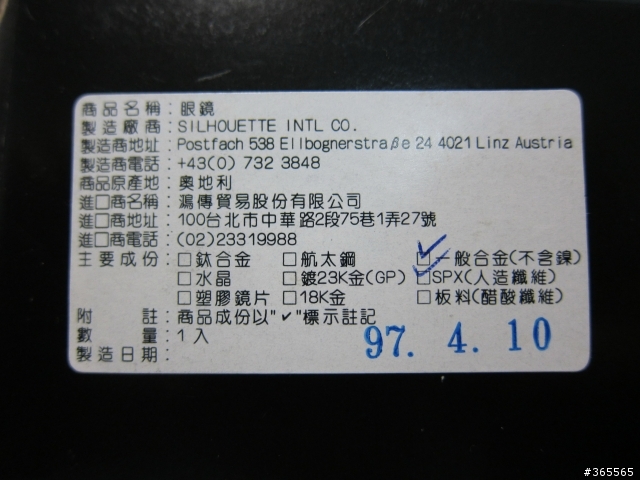 商品名稱：眼鏡
製造廠商：SILHOUETTE INTL CO.
製造商地址：Postfach 538 Ellbognerstraße 24 4021 Linz Austria
製造商電話：+43(0) 732 3848
商品原產地：奧地利
進口商名稱：鴻傳貿易股份有限公司
進口商地址：100台北市中華路2段75巷1弄27號
進口商電話：(02)23319988
主要成份：□鈦合金 □航太鋼 ☑一般合金(不含鎳)
□水晶 □鍍23K金(GP) ☑SPX(人造纖維)
□塑膠鏡片 □18K金 □板料(醋酸纖維)
附註：商品成份以"✔"標示註記
數量：1入
製造日期：97. 4. 10
#365565